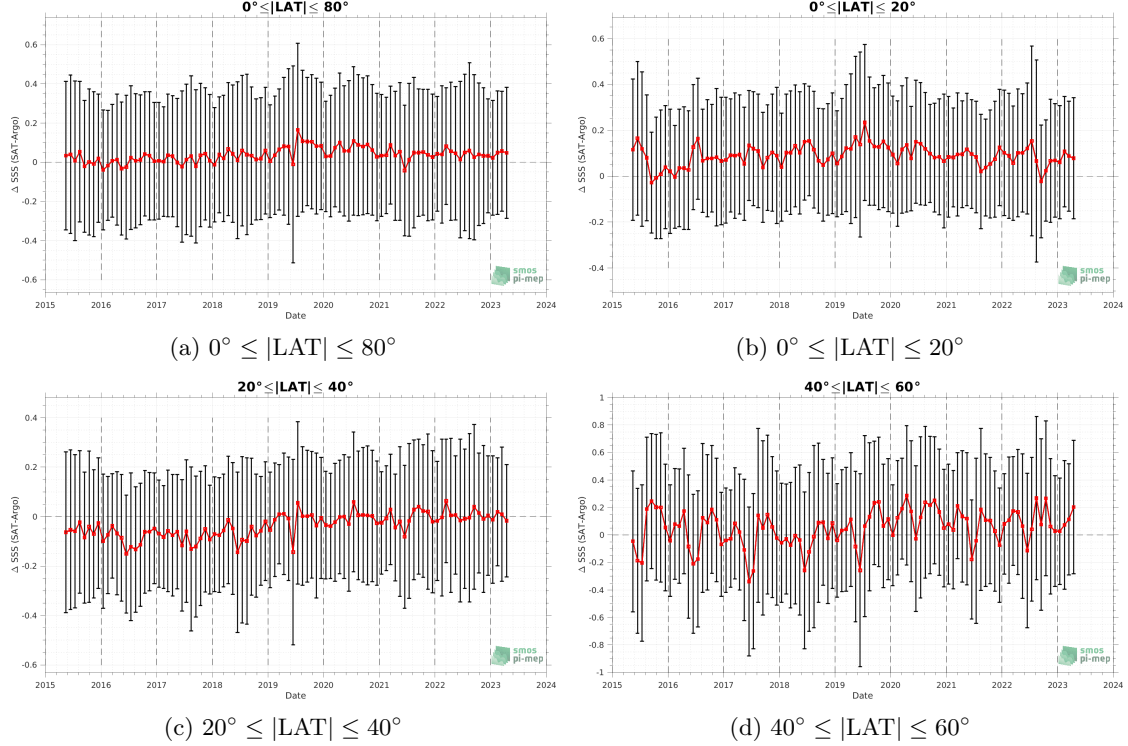 0°≤|LAT|≤ 80°
Δ SSS (SAT-Argo)
0.6
0.4
0.2
0
-0.2
-0.4
-0.6
smos
pi-mep
2015 2016 2017 2018 2019 2020 2021 2022 2023 2024
Date
(a) 0° ≤ |LAT| ≤ 80°
0°≤|LAT|≤ 20°
Δ SSS (SAT-Argo)
0.6
0.4
0.2
0
-0.2
-0.4
smos
pi-mep
2015 2016 2017 2018 2019 2020 2021 2022 2023 2024
Date
(b) 0° ≤ |LAT| ≤ 20°
20°≤|LAT|≤ 40°
Δ SSS (SAT-Argo)
0.4
0.2
0
-0.2
-0.4
-0.6
smos
pi-mep
2015 2016 2017 2018 2019 2020 2021 2022 2023 2024
Date
(c) 20° ≤ |LAT| ≤ 40°
40°≤|LAT|≤ 60°
Δ SSS (SAT-Argo)
1
0.8
0.6
0.4
0.2
0
-0.2
-0.4
-0.6
-0.8
-1
smos
pi-mep
2015 2016 2017 2018 2019 2020 2021 2022 2023 2024
Date
(d) 40° ≤ |LAT| ≤ 60°